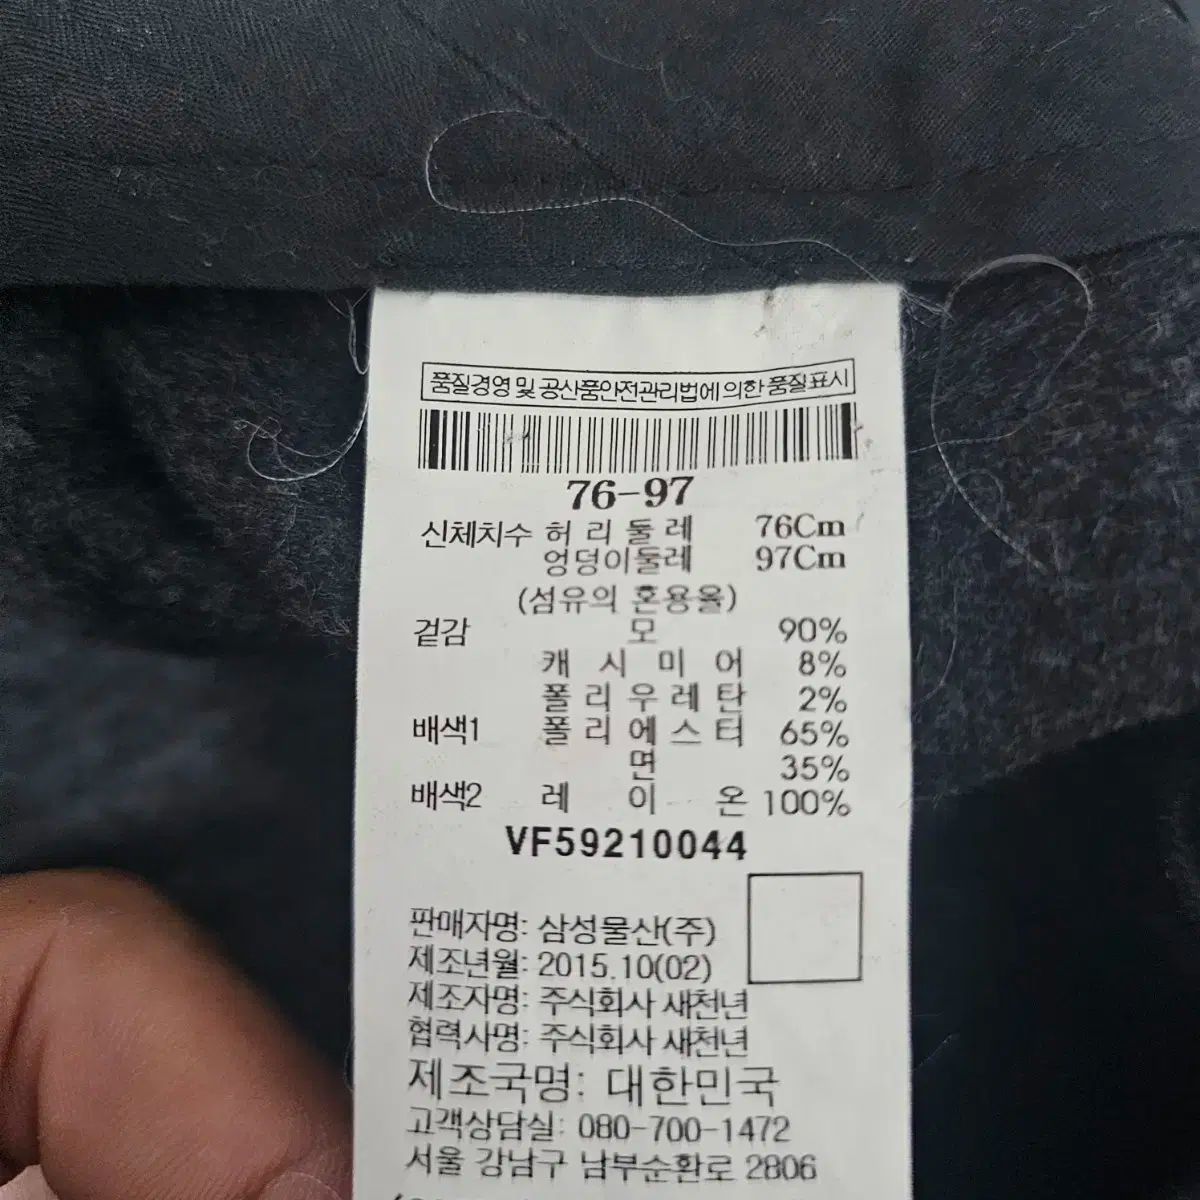 품질경영 및 공산품안전관리법에 의한 품질표시
76-97
신체치수 허 리 둘 레 76Cm
엉덩이둘레 97Cm
(섬유의 혼용율)
겉감 모 90%
캐 시 미 어 8%
폴 리 우 레 탄 2%
배색1 폴 리 에 스 터 65%
면 35%
배색2 레 이 온 100%
VF59210044
판매자명: 삼성물산(주)
제조년월: 2015.10(02)
제조자명: 주식회사 새천년
협력사명: 주식회사 새천년
제조국명: 대한민국
고객상담실: 080-700-1472
서울 강남구 남부순환로 2806